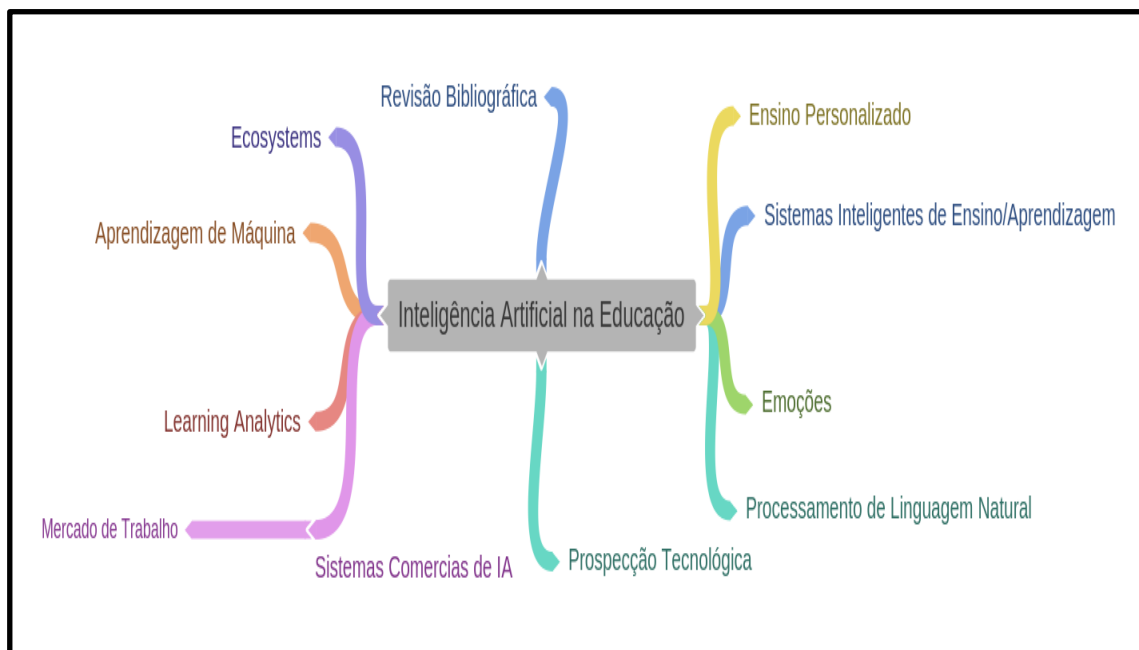 Revisão Bibliográfica
Ensino Personalizado
Ecosystems
Sistemas Inteligentes de Ensino/Aprendizagem
Aprendizagem de Máquina
Inteligência Artificial na Educação
Emoções
Learning Analytics
Processamento de Linguagem Natural
Mercado de Trabalho
Prospecção Tecnológica
Sistemas Comercias de IA